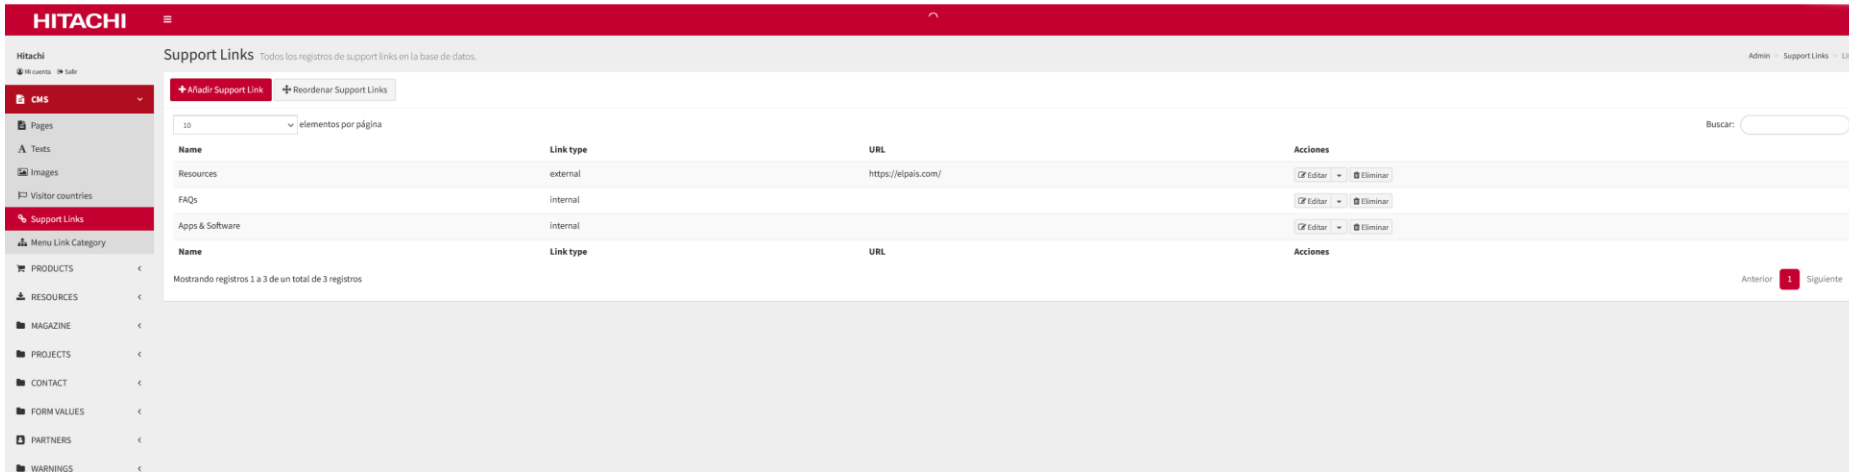 HITACHI
Hitachi
Mi cuenta Salir
Support Links Todos los registros de support links en la base de datos.
Admin > Support Links >
CMS
Pages
Texts
Images
Visitor countries
Support Links
Menu Link Category
PRODUCTS
RESOURCES
MAGAZINE
PROJECTS
CONTACT
FORM VALUES
PARTNERS
WARNINGS
Añadir Support Link Reordenar Support Links
10 elementos por página
Buscar:
Name Link type URL Acciones
Resources external https://elpais.com/ Editar Eliminar
FAQs internal Editar Eliminar
Apps & Software internal Editar Eliminar
Name Link type URL Acciones
Mostrando registros 1 a 3 de un total de 3 registros
Anterior 1 Siguiente